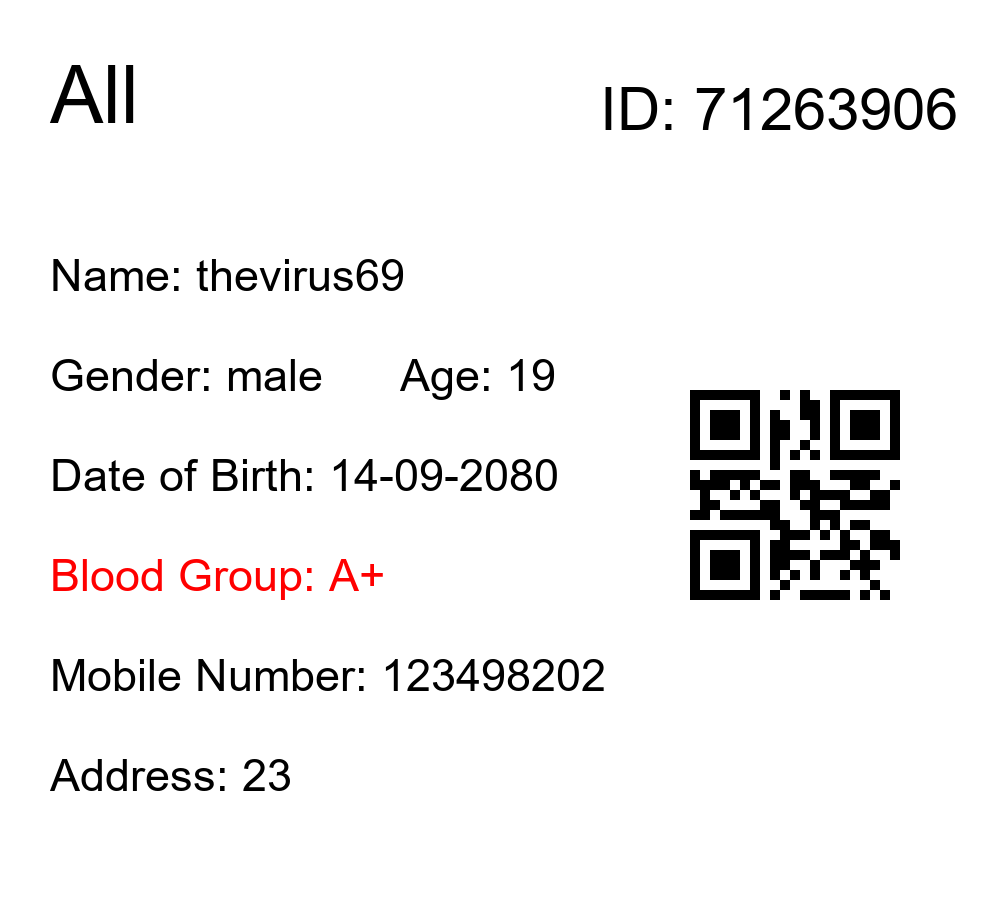 All
ID: 71263906
Name: thevirus69
Gender: male Age: 19
Date of Birth: 14-09-2080
Blood Group: A+
Mobile Number: 123498202
Address: 23